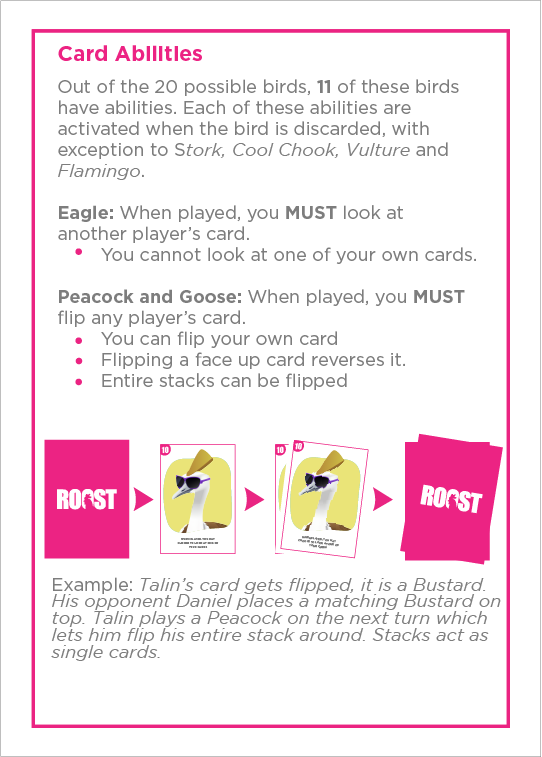 Card Abilities
Out of the 20 possible birds, 11 of these birds
have abilities. Each of these abilities are
activated when the bird is discarded, with
exception to Stork, Cool Chook, Vulture and
Flamingo.
Eagle: When played, you MUST look at
another player's card.
• You cannot look at one of your own cards.
Peacock and Goose: When played, you MUST
flip any player's card.
• You can flip your own card
• Flipping a face up card reverses it.
• Entire stacks can be flipped
ROOST
10
10
10
ROOST
Example: Talin's card gets flipped, it is a Bustard.
His opponent Daniel places a matching Bustard on
top. Talin plays a Peacock on the next turn which
lets him flip his entire stack around. Stacks act as
single cards.